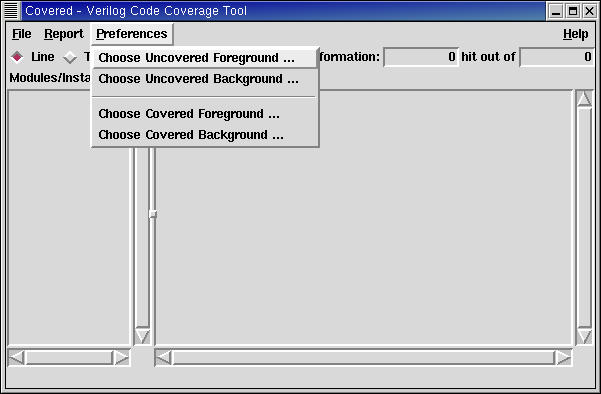 Covered - Verilog Code Coverage Tool
File Report Preferences Help
Line T formation: 0 hit out of 0
Modules/Insta
Choose Uncovered Foreground ...
Choose Uncovered Background ...
Choose Covered Foreground ...
Choose Covered Background ...